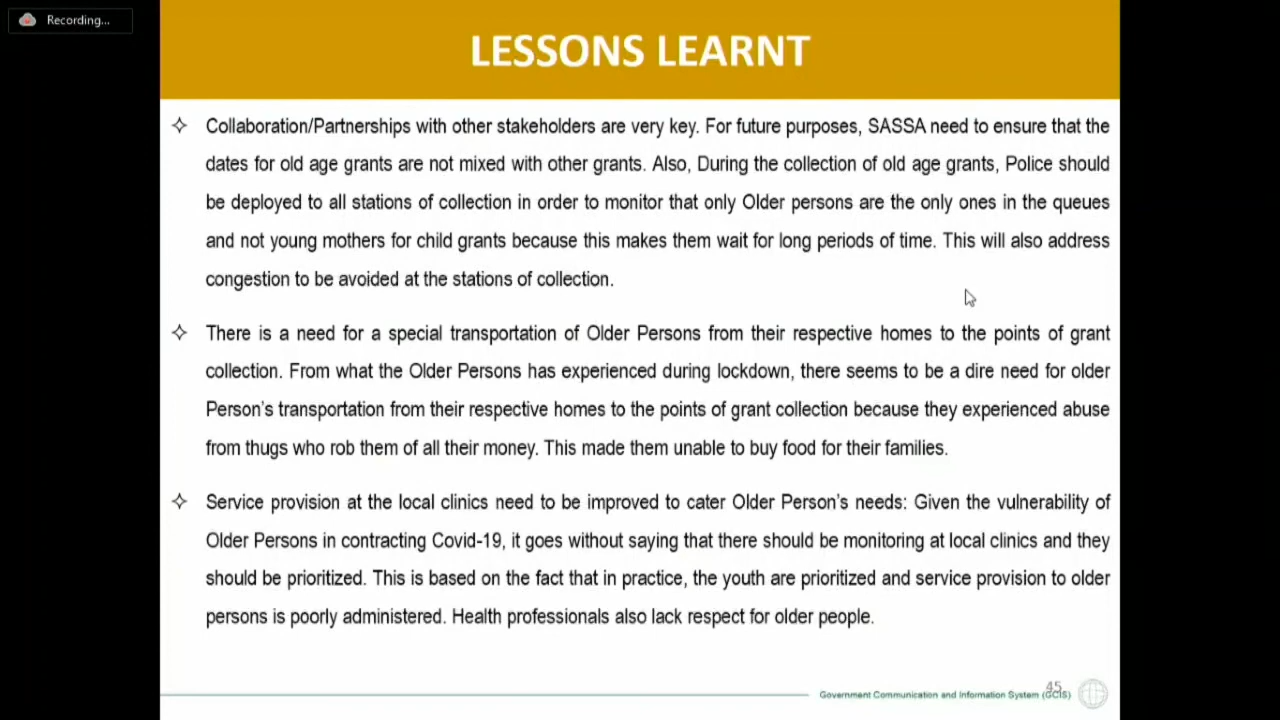 Recording...
LESSONS LEARNT
Collaboration/Partnerships with other stakeholders are very key. For future purposes, SASSA need to ensure that the
dates for old age grants are not mixed with other grants. Also, During the collection of old age grants, Police should
be deployed to all stations of collection in order to monitor that only Older persons are the only ones in the queues
and not young mothers for child grants because this makes them wait for long periods of time. This will also address
congestion to be avoided at the stations of collection.
There is a need for a special transportation of Older Persons from their respective homes to the points of grant
collection. From what the Older Persons has experienced during lockdown, there seems to be a dire need for older
Person's transportation from their respective homes to the points of grant collection because they experienced abuse
from thugs who rob them of all their money. This made them unable to buy food for their families.
Service provision at the local clinics need to be improved to cater Older Person's needs: Given the vulnerability of
Older Persons in contracting Covid-19, it goes without saying that there should be monitoring at local clinics and they
should be prioritized. This is based on the fact that in practice, the youth are prioritized and service provision to older
persons is poorly administered. Health professionals also lack respect for older people.
45
Government Communication and Information System (GCIS)